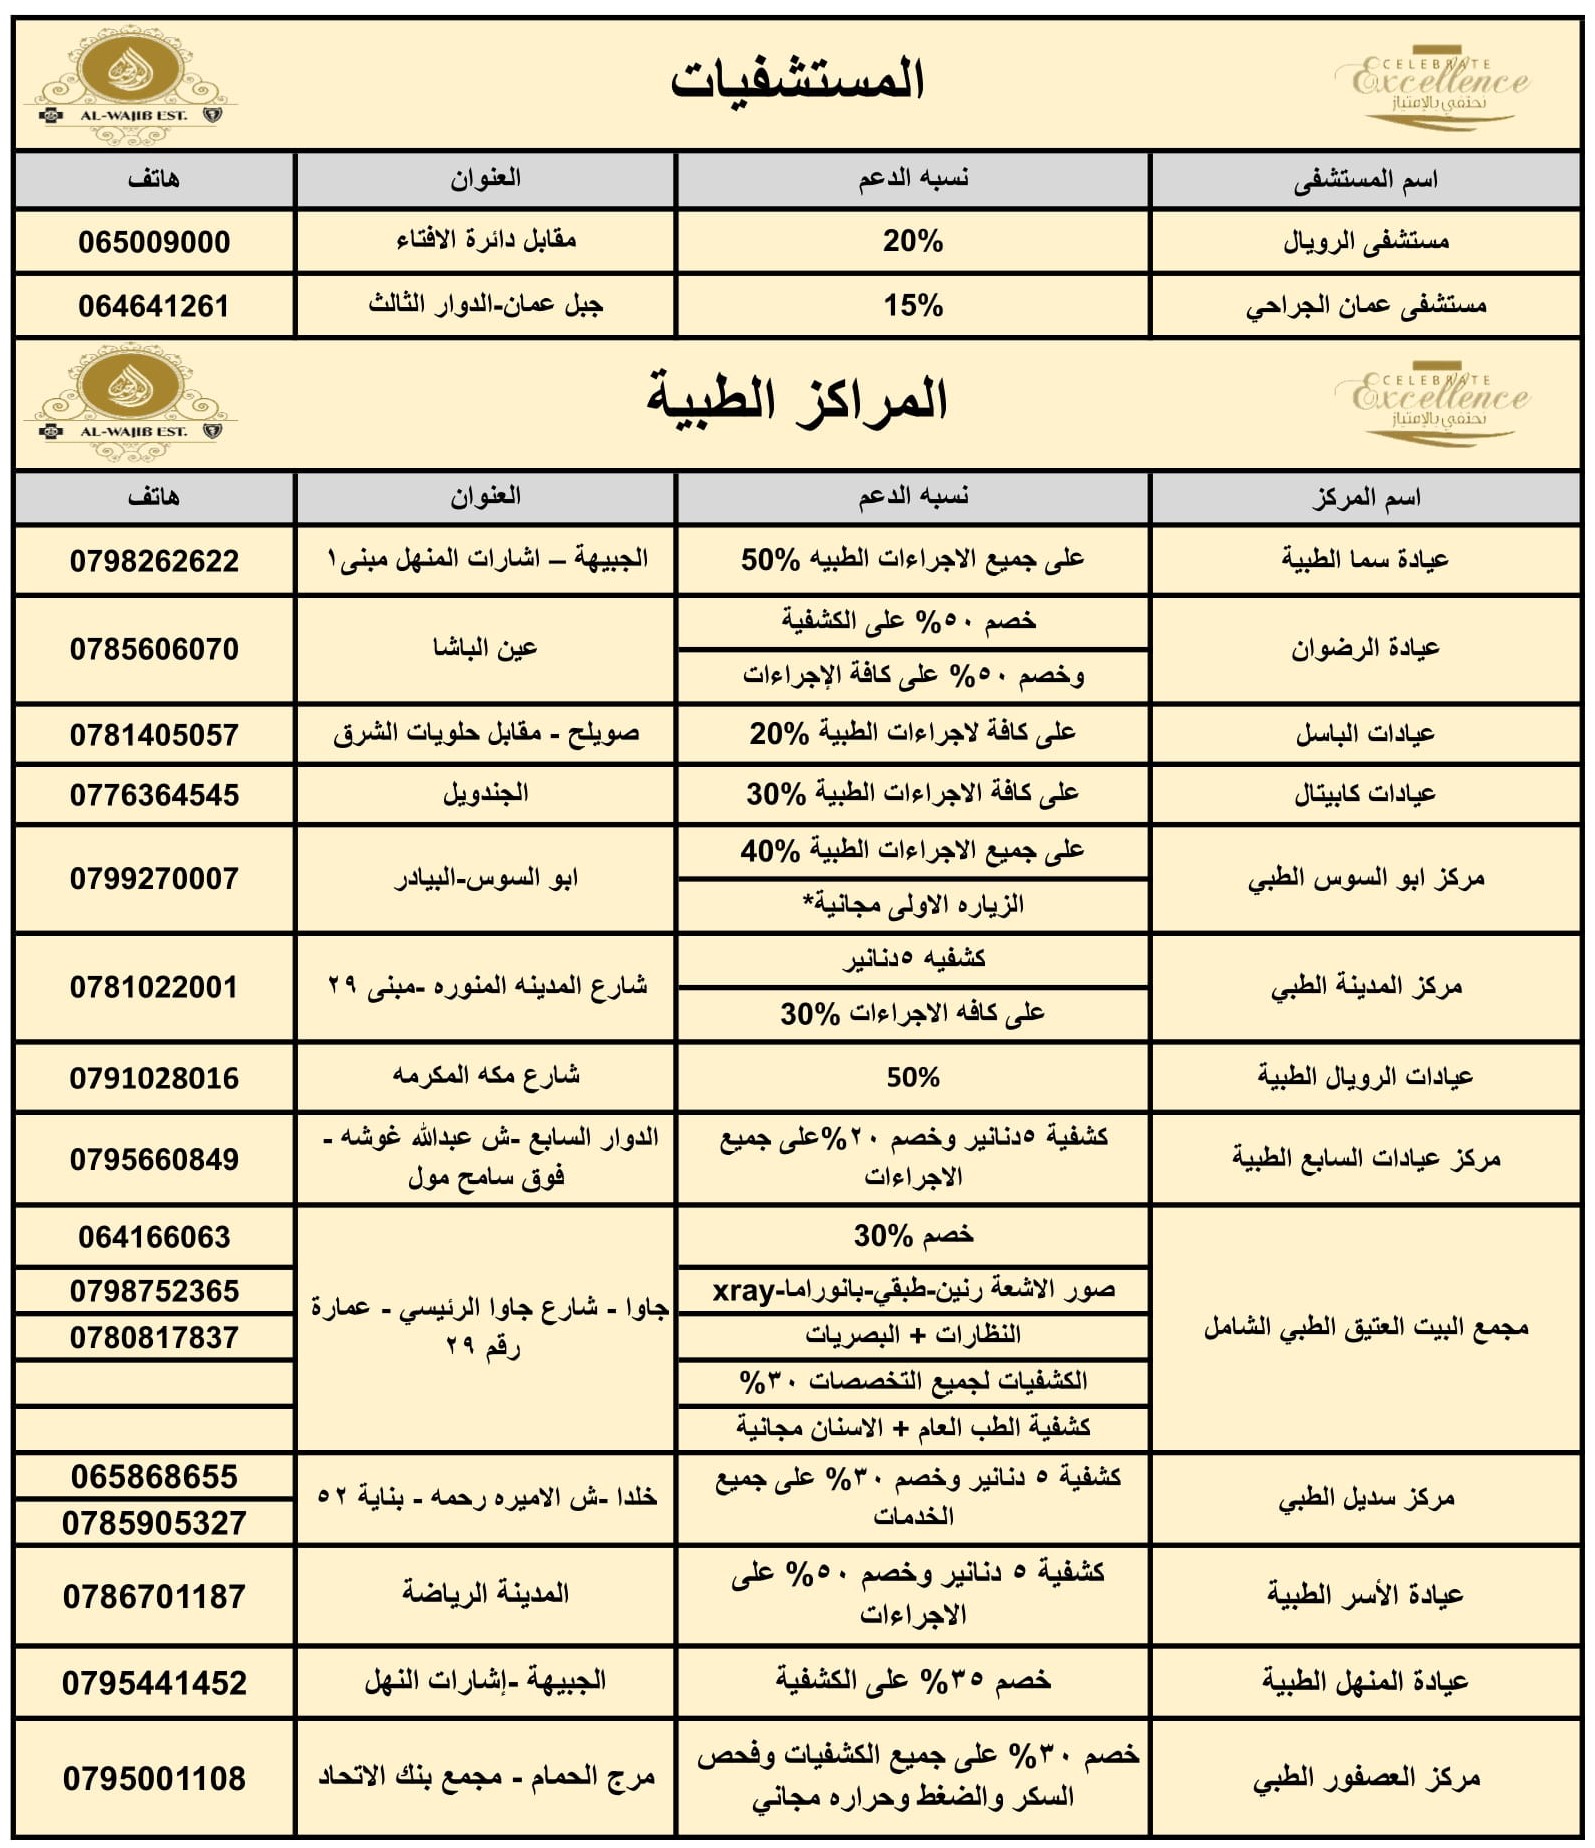 AL-WAJIB EST.
المستشفيات
CELEBRATE
Excellence
نحتفي بالإمتياز
اسم المستشفى نسبه الدعم العنوان هاتف
مستشفى الرويال 20% مقابل دائرة الافتاء 065009000
مستشفى عمان الجراحي 15% جبل عمان-الدوار الثالث 064641261
AL-WAJIB EST.
المراكز الطبية
CELEBRATE
Excellence
نحتفي بالإمتياز
اسم المركز نسبه الدعم العنوان هاتف
عيادة سما الطبية على جميع الاجراءات الطبيه 50% الجبيهة – اشارات المنهل مبنى١ 0798262622
عيادة الرضوان خصم ٥٠% على الكشفية عين الباشا 0785606070
وخصم ٥٠% على كافة الإجراءات
عيادات الباسل على كافة لاجراءات الطبية 20% صويلح - مقابل حلويات الشرق 0781405057
عيادات كابيتال على كافة الاجراءات الطبية 30% الجندويل 0776364545
مركز ابو السوس الطبي على جميع الاجراءات الطبية 40% ابو السوس-البيادر 0799270007
الزياره الاولى مجانية*
مركز المدينة الطبي كشفيه ٥دنانير شارع المدينه المنوره -مبنى ٢٩ 0781022001
على كافه الاجراءات 30%
عيادات الرويال الطبية 50% شارع مكه المكرمه 0791028016
مركز عيادات السابع الطبية كشفية ٥دنانير وخصم ٢٠%على جميع الدوار السابع -ش عبدالله غوشه - 0795660849
الاجراءات فوق سامح مول
مجمع البيت العتيق الطبي الشامل خصم 30% جاوا - شارع جاوا الرئيسي - عمارة 064166063
صور الاشعة رنين-طبقي-بانوراما-xray رقم ٢٩ 0798752365
النظارات + البصريات 0780817837
الكشفيات لجميع التخصصات ٣٠%
كشفية الطب العام + الاسنان مجانية
مركز سديل الطبي كشفية ٥ دنانير وخصم ٣٠% على جميع خلدا -ش الاميره رحمه - بناية ٥٢ 065868655
الخدمات 0785905327
عيادة الأسر الطبية كشفية ٥ دنانير وخصم ٥٠% على المدينة الرياضة 0786701187
الاجراءات
عيادة المنهل الطبية خصم ٣٥% على الكشفية الجبيهة -إشارات النهل 0795441452
مركز العصفور الطبي خصم ٣٠% على جميع الكشفيات وفحص مرج الحمام - مجمع بنك الاتحاد 0795001108
السكر والضغط وحراره مجاني